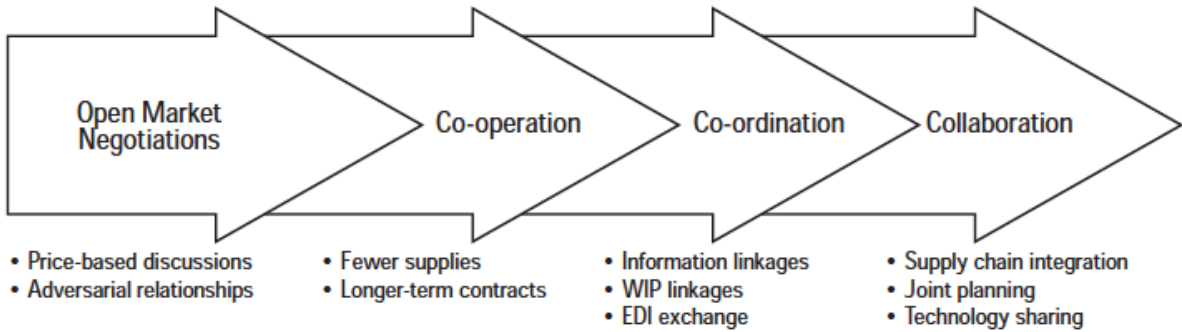 Open Market
Negotiations
Co-operation
Co-ordination
Collaboration
• Price-based discussions
• Adversarial relationships
• Fewer supplies
• Longer-term contracts
• Information linkages
• WIP linkages
• EDI exchange
• Supply chain integration
• Joint planning
• Technology sharing